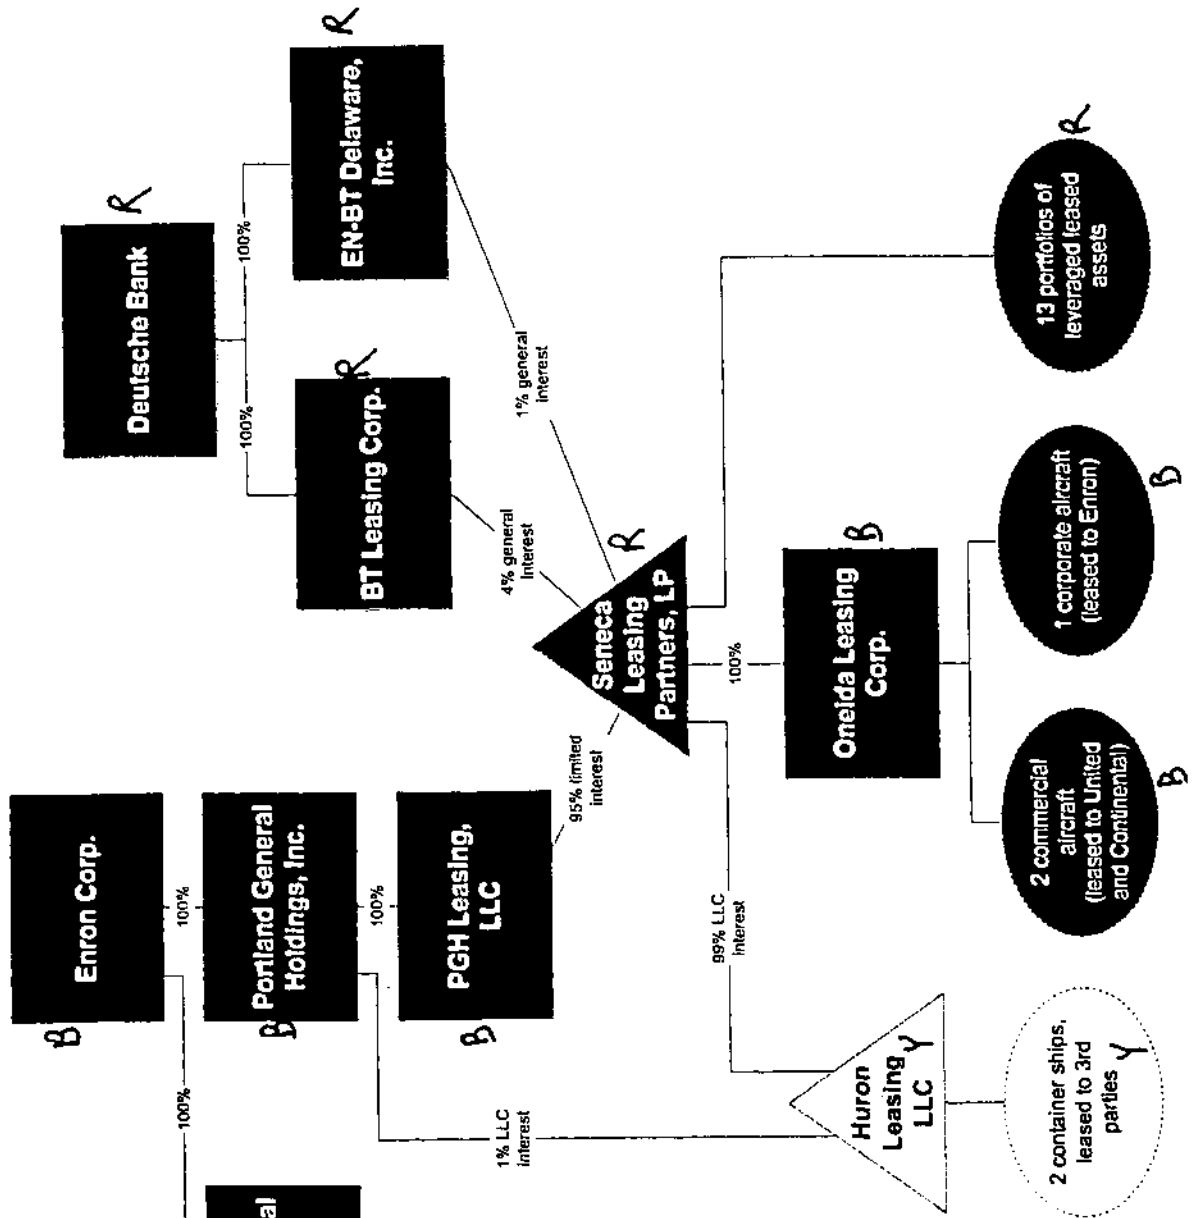 Enron Corp.
B
Deutsche Bank
R
100%
100%
100%
100%
al
Portland General
Holdings, Inc.
B
BT Leasing Corp.
R
EN-BT Delaware,
Inc.
R
100%
PGH Leasing,
LLC
B
1% LLC
interest
95% limited
interest
4% general
Interest
1% general
interest
Seneca
Leasing
Partners, LP
R
99% LLC
interest
100%
Huron
Leasing
LLC
Y
Oneida Leasing
Corp.
B
2 container ships,
leased to 3rd
parties
Y
2 commercial
aircraft
(leased to United
and Continental)
B
1 corporate aircraft
(leased to Enron)
B
13 portfolios of
leveraged leased
assets
R